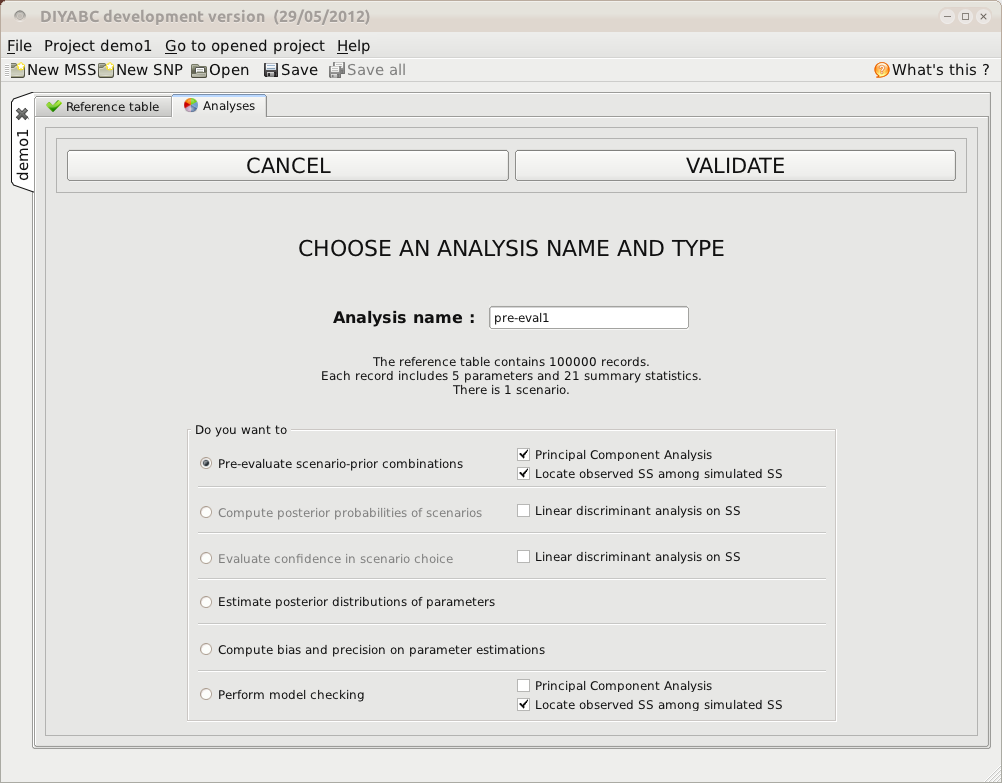 DIYABC development version (29/05/2012)
File Project demo1 Go to opened project Help
New MSS New SNP Open Save Save all What's this ?
demo1
Reference table Analyses
CANCEL VALIDATE
CHOOSE AN ANALYSIS NAME AND TYPE
Analysis name : pre-eval1
The reference table contains 100000 records.
Each record includes 5 parameters and 21 summary statistics.
There is 1 scenario.
Do you want to
Pre-evaluate scenario-prior combinations
Principal Component Analysis
Locate observed SS among simulated SS
Compute posterior probabilities of scenarios Linear discriminant analysis on SS
Evaluate confidence in scenario choice Linear discriminant analysis on SS
Estimate posterior distributions of parameters
Compute bias and precision on parameter estimations
Perform model checking
Principal Component Analysis
Locate observed SS among simulated SS